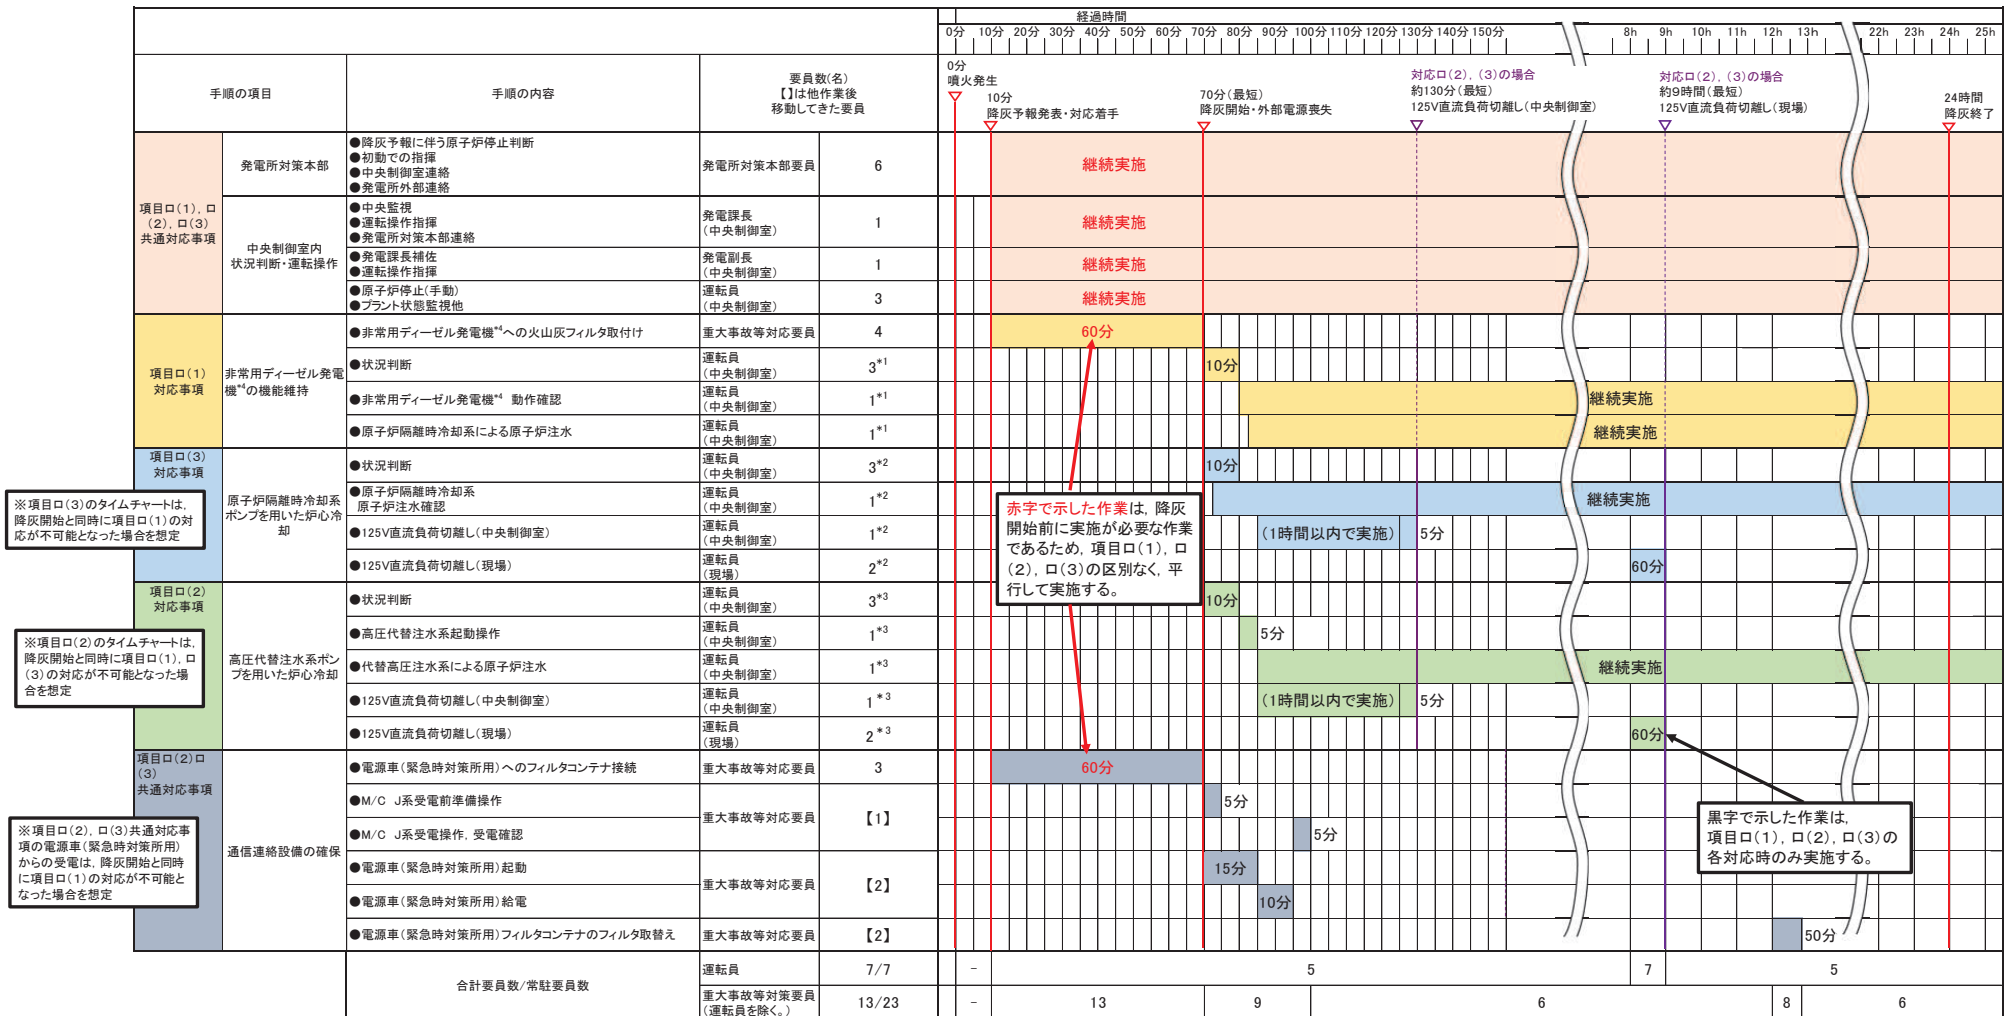 経過時間
0分 10分 20分 30分 40分 50分 60分 70分 80分 90分 100分 110分 120分 130分 140分 150分 8h 9h 10h 11h 12h 13h 22h 23h 24h 25h
手順の項目
手順の内容
要員数(名)
【】は他作業後
移動してきた要員
0分
噴火発生
10分
降灰予報発表・対応着手
70分(最短)
降灰開始・外部電源喪失
対応ロ(2)，(3)の場合
約130分(最短)
125V直流負荷切離し(中央制御室)
対応ロ(2)，(3)の場合
約9時間(最短)
125V直流負荷切離し(現場)
24時間
降灰終了
項目ロ(1)，ロ
(2)，ロ(3)
共通対応事項
発電所対策本部
●降灰予報に伴う原子炉停止判断
●初動での指揮
●中央制御室連絡
●発電所外部連絡
発電所対策本部要員
6
継続実施
中央制御室内
状況判断・運転操作
●中央監視
●運転操作指揮
●発電所対策本部連絡
発電課長
(中央制御室)
1
継続実施
●発電課長補佐
●運転操作指揮
発電副長
(中央制御室)
1
継続実施
●原子炉停止(手動)
●プラント状態監視他
運転員
(中央制御室)
3
継続実施
項目ロ(1)
対応事項
非常用ディーゼル発電
機*4の機能維持
●非常用ディーゼル発電機*4への火山灰フィルタ取付け
重大事故等対応要員
4
60分
●状況判断
運転員
(中央制御室)
3*1
10分
●非常用ディーゼル発電機*4 動作確認
運転員
(中央制御室)
1*1
継続実施
●原子炉隔離時冷却系による原子炉注水
運転員
(中央制御室)
1*1
継続実施
項目ロ(3)
対応事項
※項目ロ(3)のタイムチャートは，
降灰開始と同時に項目ロ(1)の対
応が不可能となった場合を想定
原子炉隔離時冷却系
ポンプを用いた炉心冷
却
●状況判断
運転員
(中央制御室)
3*2
10分
●原子炉隔離時冷却系
原子炉注水確認
運転員
(中央制御室)
1*2
継続実施
●125V直流負荷切離し(中央制御室)
運転員
(中央制御室)
1*2
(1時間以内で実施)
5分
●125V直流負荷切離し(現場)
運転員
(現場)
2*2
60分
赤字で示した作業は，降灰
開始前に実施が必要な作業
であるため，項目ロ(1)，ロ
(2)，ロ(3)の区別なく，平
行して実施する。
項目ロ(2)
対応事項
※項目ロ(2)のタイムチャートは，
降灰開始と同時に項目ロ(1)，ロ
(3)の対応が不可能となった場
合を想定
高圧代替注水系ポン
プを用いた炉心冷却
●状況判断
運転員
(中央制御室)
3*3
10分
●高圧代替注水系起動操作
運転員
(中央制御室)
1*3
5分
●代替高圧注水系による原子炉注水
運転員
(中央制御室)
1*3
継続実施
●125V直流負荷切離し(中央制御室)
運転員
(中央制御室)
1*3
(1時間以内で実施)
5分
●125V直流負荷切離し(現場)
運転員
(現場)
2*3
60分
項目ロ(2)ロ
(3)
共通対応事項
※項目ロ(2)，ロ(3)共通対応事
項の電源車(緊急時対策所用)
からの受電は，降灰開始と同時
に項目ロ(1)の対応が不可能と
なった場合を想定
通信連絡設備の確保
●電源車(緊急時対策所用)へのフィルタコンテナ接続
重大事故等対応要員
3
60分
●M/C J系受電前準備操作
重大事故等対応要員
【1】
5分
●M/C J系受電操作，受電確認
5分
●電源車(緊急時対策所用)起動
重大事故等対応要員
【2】
15分
●電源車(緊急時対策所用)給電
10分
●電源車(緊急時対策所用)フィルタコンテナのフィルタ取替え
重大事故等対応要員
【2】
50分
黒字で示した作業は，
項目ロ(1)，ロ(2)，ロ(3)の
各対応時のみ実施する。
合計要員数/常駐要員数
運転員
7/7
- 5 7 5
重大事故等対策要員
(運転員を除く。)
13/23
- 13 9 6 8 6